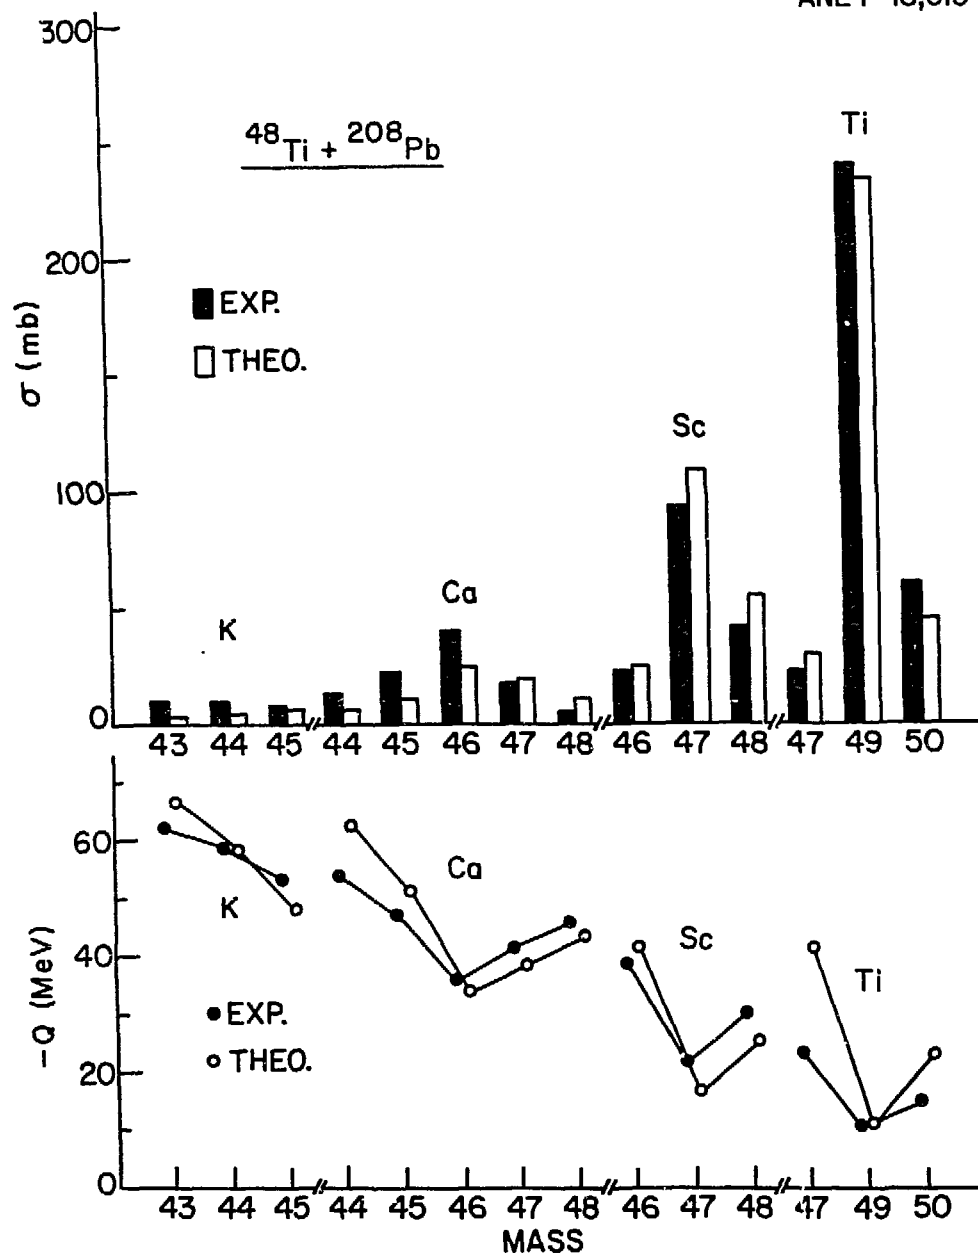 300
48Ti + 208Pb
Ti
200
EXP.
THEO.
σ (mb)
Sc
100
Ca
K
0
43 44 45 44 45 46 47 48 46 47 48 47 49 50
60
Ca
K
Sc
40
Ti
-Q (MeV)
EXP.
THEO.
20
0
43 44 45 44 45 46 47 48 46 47 48 47 49 50
MASS